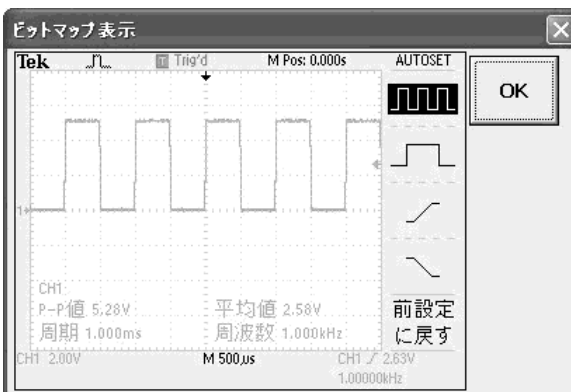 ビットマップ表示
Tek Trig'd M Pos: 0.000s AUTOSET
OK
1
CH1
P-P値 5.28V 平均値 2.58V
周期 1.000ms 周波数 1.000kHz
前設定
に戻す
CH1 2.00V M 500µs CH1 2.63V
1.00000kHz